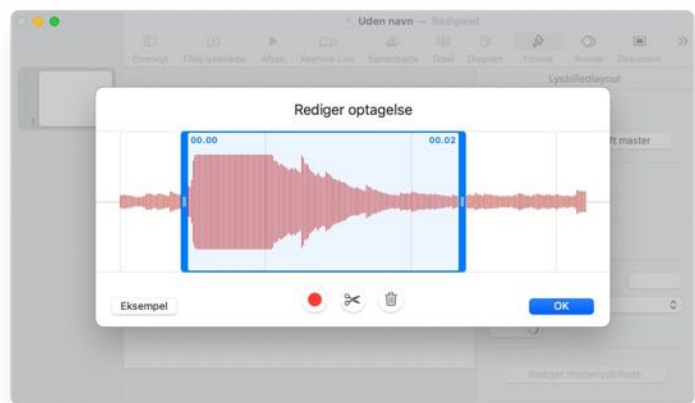 Uden navn — Redigeret
Oversigt Tilføj lysbillede Afspil Keynote Live Samarbejde Tabel Diagram Format Animer Dokument
Lysbilledlayout
1
Rediger optagelse
ft master
00.00 00.02
Eksempel OK
Rediger masterlysbillede